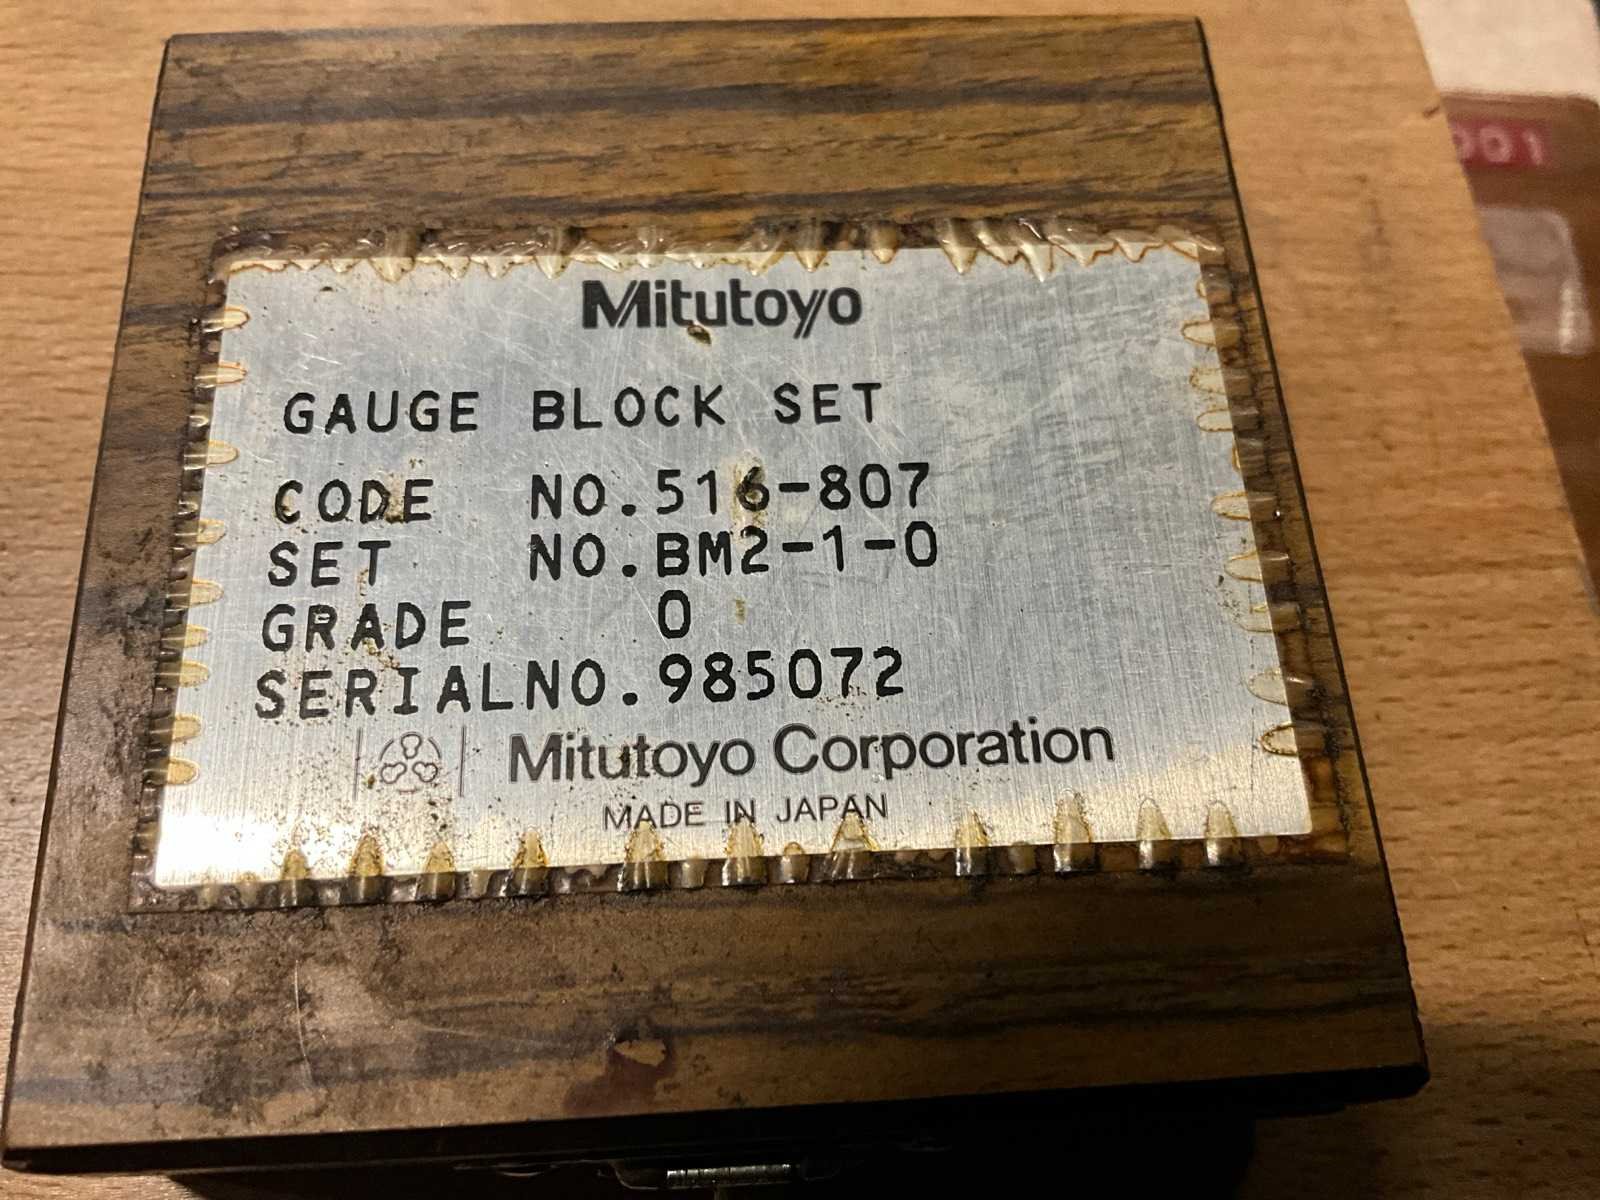 Mitutoyo
GAUGE BLOCK SET
CODE NO.516-807
SET NO.BM2-1-0
GRADE 0
SERIALNO.985072
Mitutoyo Corporation
MADE IN JAPAN
001